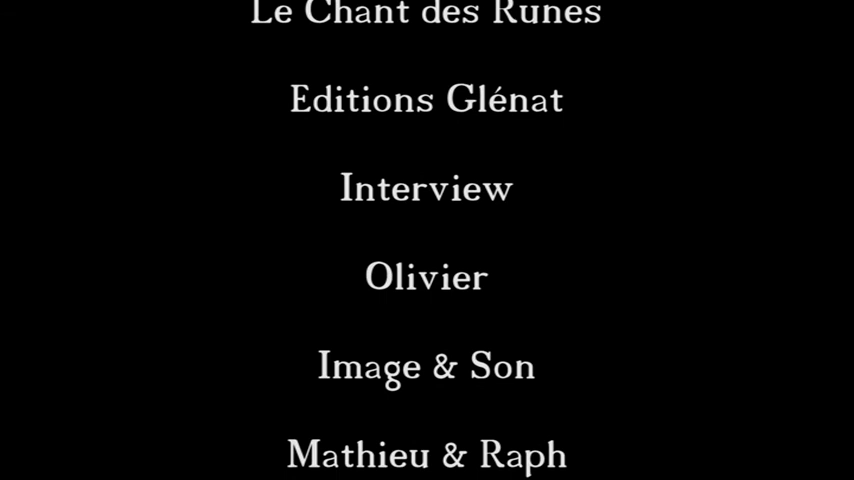 Le Chant des Runes
Editions Glénat
Interview
Olivier
Image & Son
Mathieu & Raph